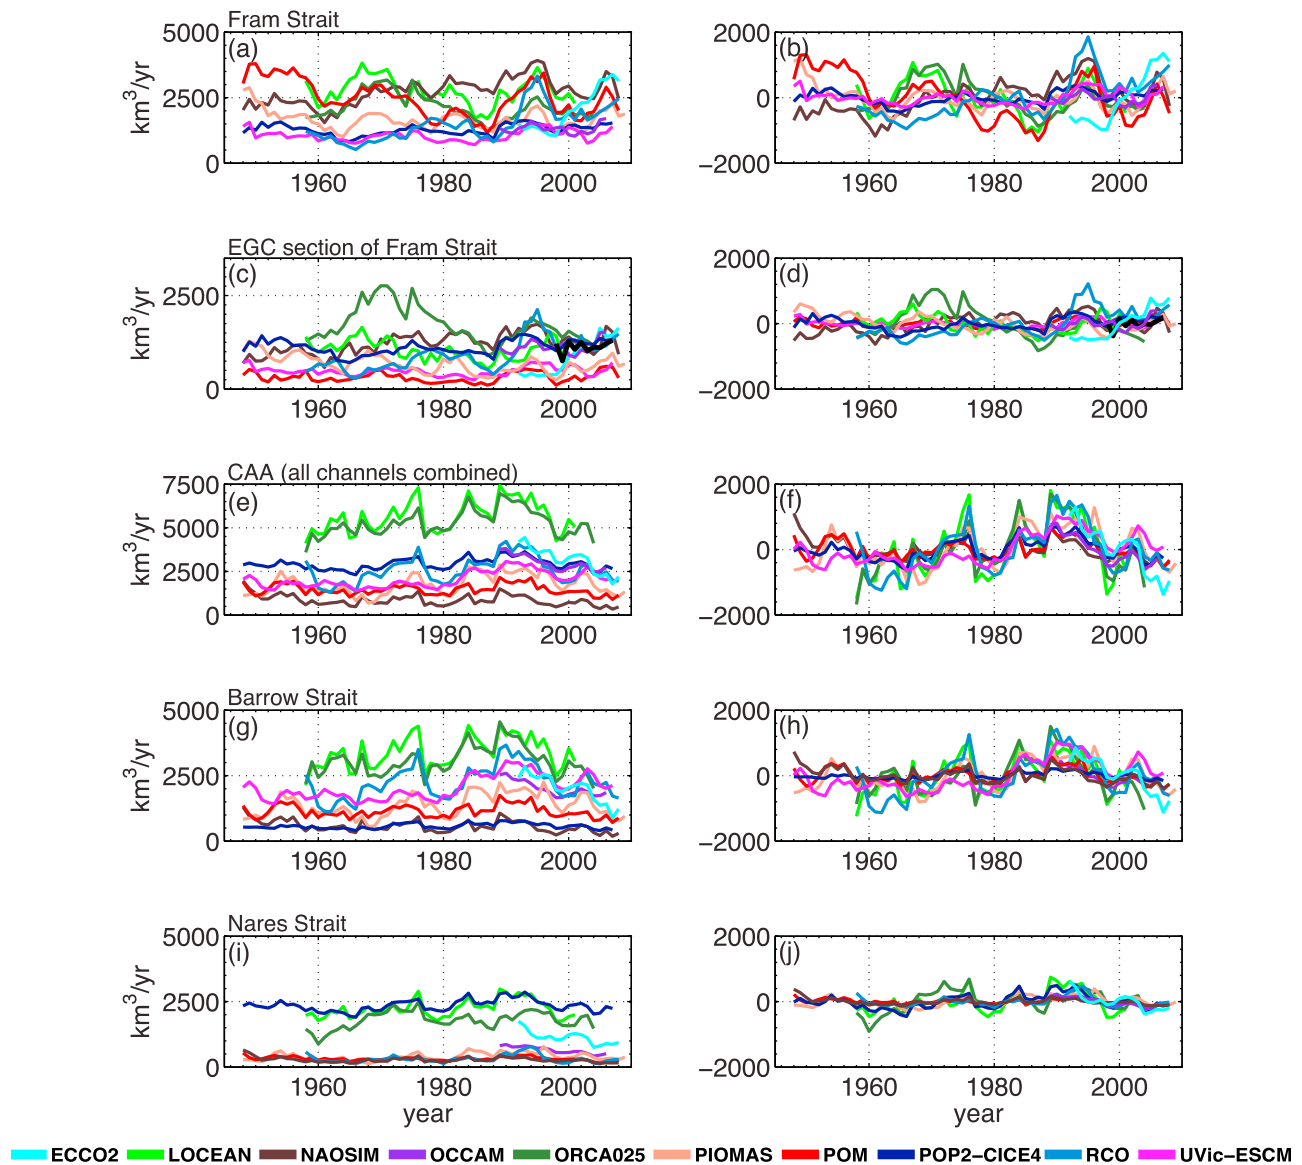 Fram Strait
5000
2500
0
km³/yr
(a)
1960
1980
2000
2000
0
−2000
(b)
1960
1980
2000
EGC section of Fram Strait
2500
0
km³/yr
(c)
1960
1980
2000
2000
0
−2000
(d)
1960
1980
2000
CAA (all channels combined)
7500
5000
2500
0
km³/yr
(e)
1960
1980
2000
2000
0
−2000
(f)
1960
1980
2000
Barrow Strait
5000
2500
0
km³/yr
(g)
1960
1980
2000
2000
0
−2000
(h)
1960
1980
2000
Nares Strait
5000
2500
0
km³/yr
(i)
1960
1980
2000
year
2000
0
−2000
(j)
1960
1980
2000
year
ECCO2 LOCEAN NAOSIM OCCAM ORCA025 PIOMAS POM POP2−CICE4 RCO UVic−ESCM